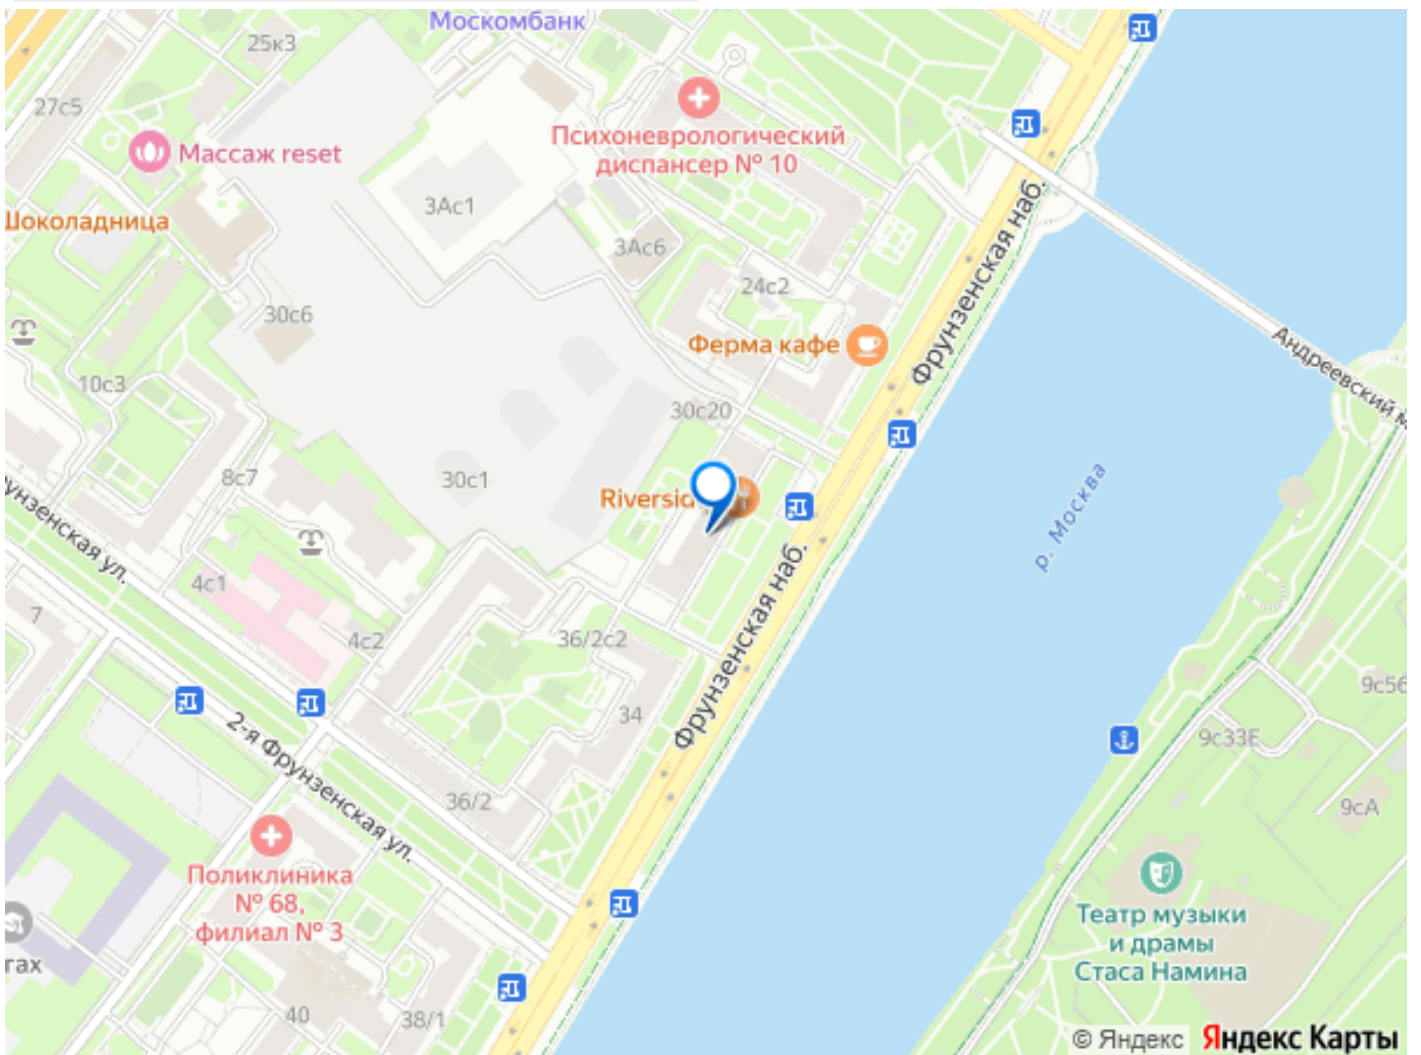 Москомбанк
25к3
27с5
Психоневрологический
диспансер № 10
Массаж reset
3Ас1
Шоколадница
3Ас6
24с2
Фрунзенская наб.
30с6
Ферма кафе
Андреевский м
10с3
30с20
8с7
30с1
Riversid
р. Москва
рунзенская ул.
4с1
7
4с2
36/2с2
Фрунзенская наб.
34
9с56
9с33Е
2-я Фрунзенская ул.
36/2
9сА
Поликлиника
№ 68,
филиал № 3
Театр музыки
и драмы
Стаса Намина
гах
40
38/1
© Яндекс Яндекс Карты